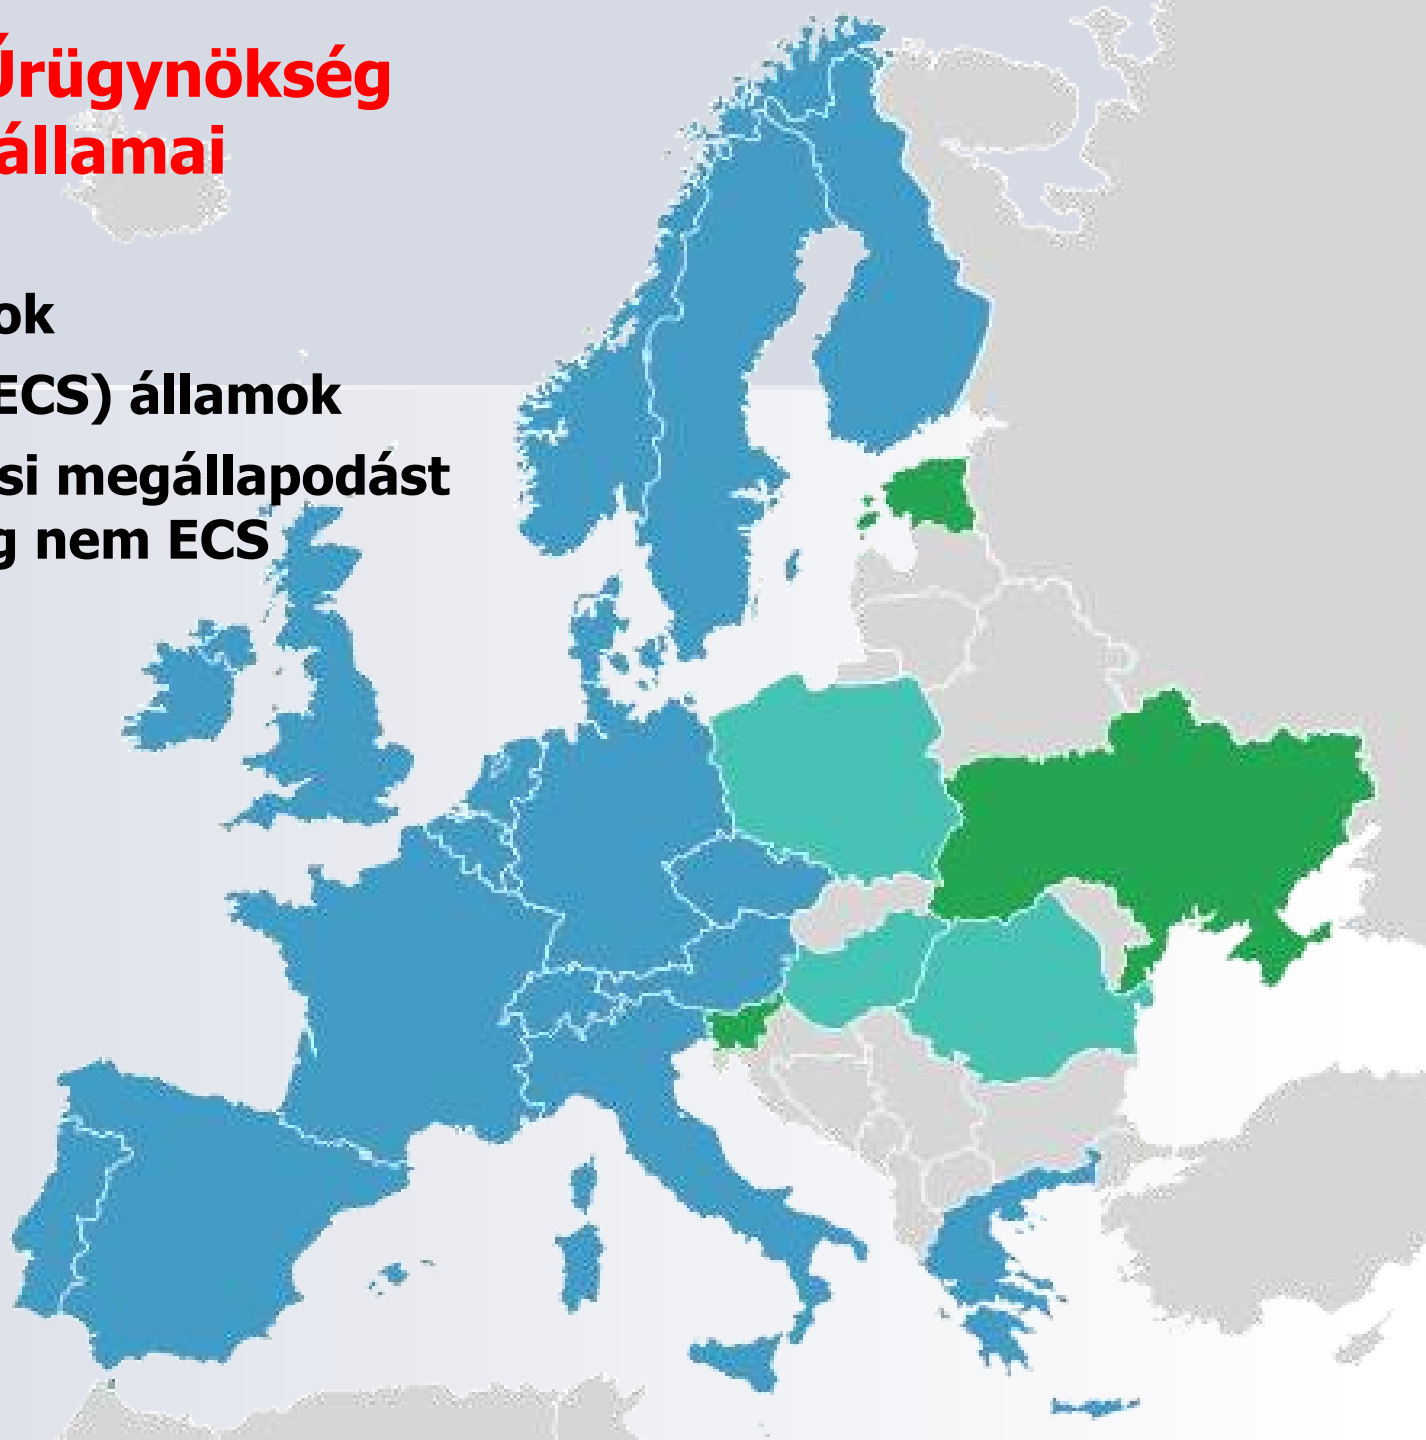 Űrügynökség
államai
ok
ECS) államok
si megállapodást
g nem ECS